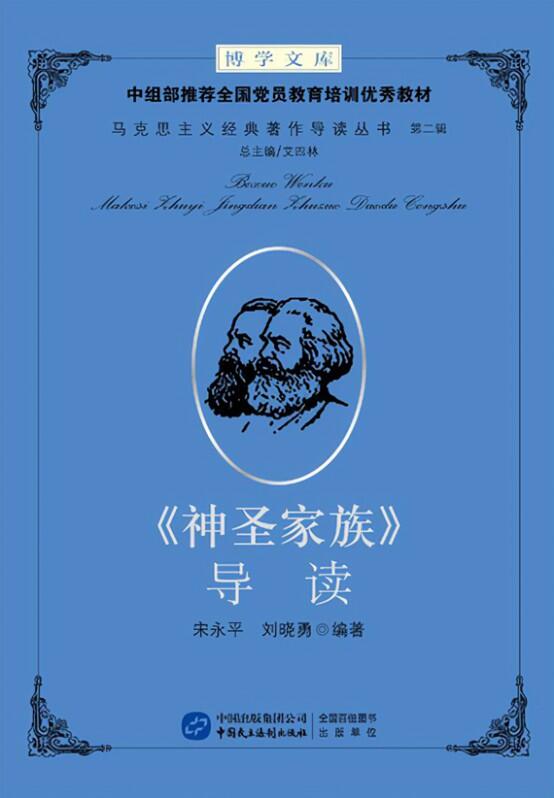 博学文库
中组部推荐全国党员教育培训优秀教材
马克思主义经典著作导读丛书 第二辑
总主编/艾四林
Boxue Wenku
Makesi Zhuyi Jingdian Zhuzuo Daodu Congshu
《神圣家族》
导 读
宋永平 刘晓勇◎编著
中国出版集团公司
中国民主法制出版社
全国百佳图书
出版单位